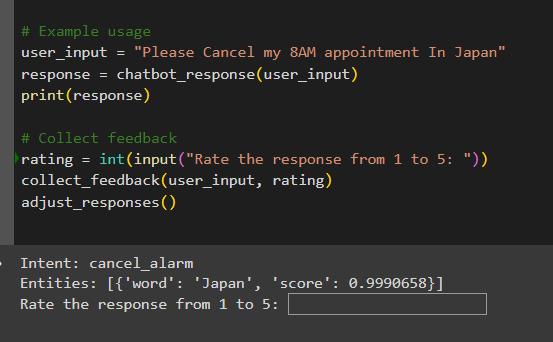 # Example usage
user_input = "Please Cancel my 8AM appointment In Japan"
response = chatbot_response(user_input)
print(response)
# Collect feedback
rating = int(input("Rate the response from 1 to 5: "))
collect_feedback(user_input, rating)
adjust_responses()
Intent: cancel_alarm
Entities: [{'word': 'Japan', 'score': 0.9990658}]
Rate the response from 1 to 5: